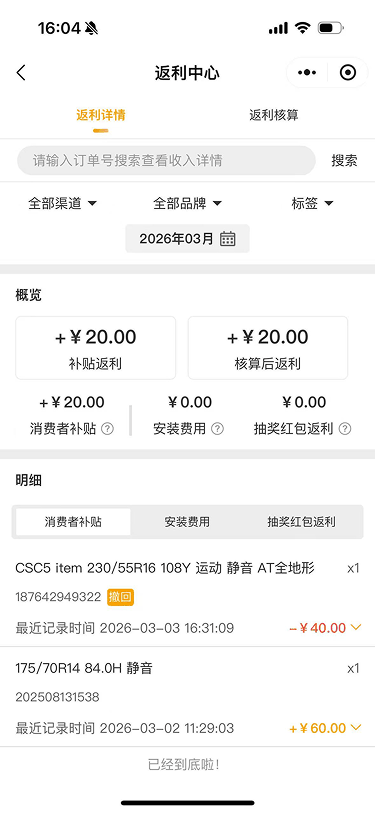 16:04
返利中心
返利详情 返利核算
请输入订单号搜索查看收入详情 搜索
全部渠道 全部品牌 标签
2026年03月
概览
+￥20.00 +￥20.00
补贴返利 核算后返利
+￥20.00 ￥0.00 ￥0.00
消费者补贴 ? 安装费用 ? 抽奖红包返利 ?
明细
消费者补贴 安装费用 抽奖红包返利
CSC5 item 230/55R16 108Y 运动 静音 AT全地形 x1
187642949322 撤回
最近记录时间 2026-03-03 16:31:09 -￥40.00
175/70R14 84.0H 静音 x1
202508131538
最近记录时间 2026-03-02 11:29:03 +￥60.00
已经到底啦！